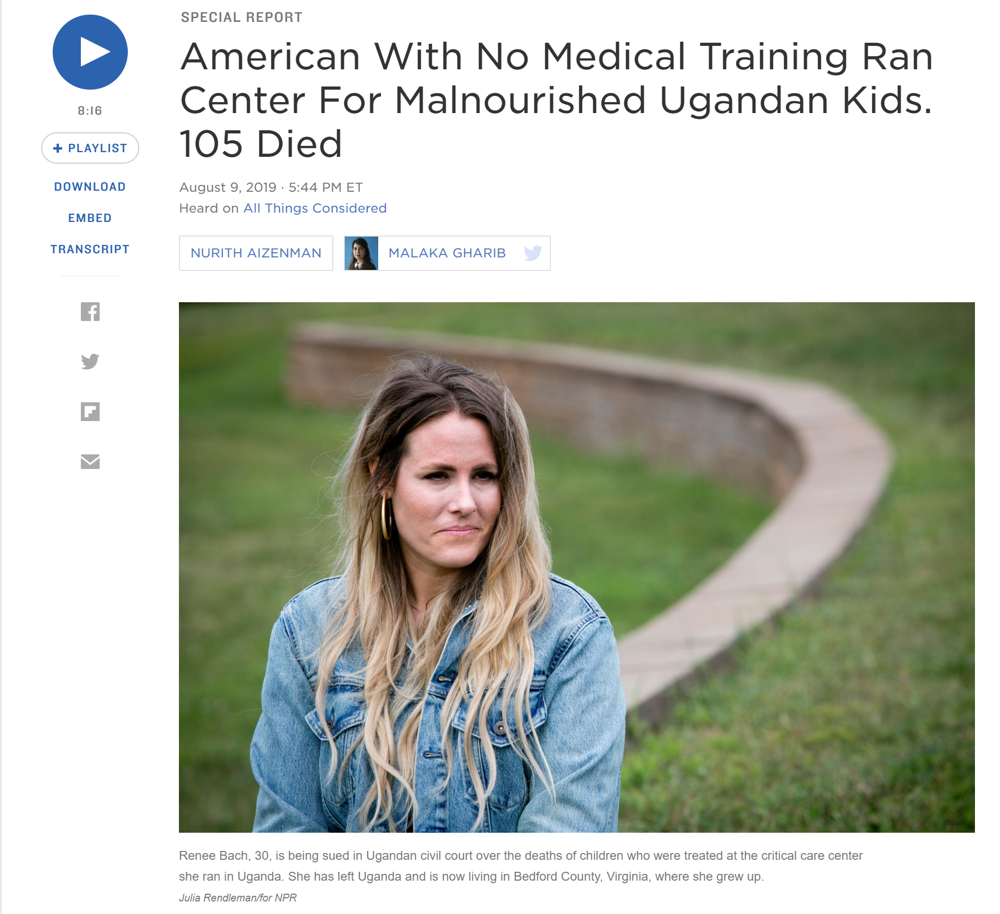 SPECIAL REPORT
American With No Medical Training Ran
Center For Malnourished Ugandan Kids.
105 Died
8:16
+ PLAYLIST
DOWNLOAD
EMBED
TRANSCRIPT
August 9, 2019 · 5:44 PM ET
Heard on All Things Considered
NURITH AIZENMAN
MALAKA GHARIB
Renee Bach, 30, is being sued in Ugandan civil court over the deaths of children who were treated at the critical care center
she ran in Uganda. She has left Uganda and is now living in Bedford County, Virginia, where she grew up.
Julia Rendleman/for NPR